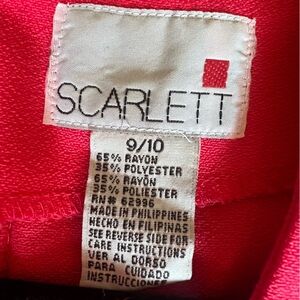 SCARLETT
9/10
65% RAYON
35% POLYESTER
65% RAYÓN
35% POLIESTER
RN# 62996
MADE IN PHILIPPINES
HECHO EN FILIPINAS
SEE REVERSE SIDE FOR
CARE INSTRUCTIONS
VER AL DORSO
PARA CUIDADO
INSTRUCCIONES